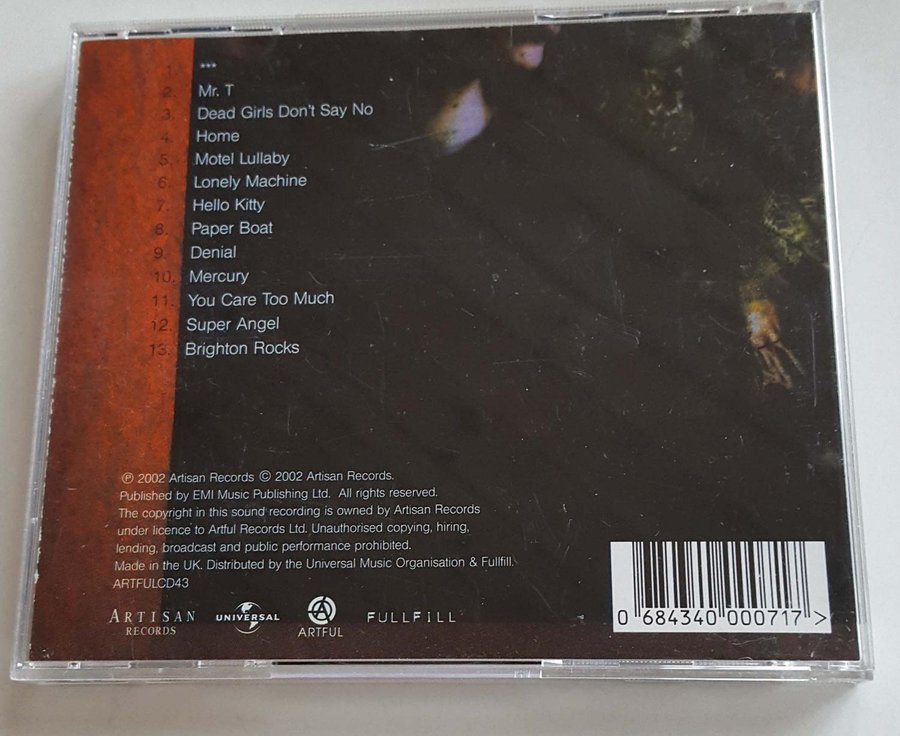 1. ***
2. Mr. T
3. Dead Girls Don't Say No
4. Home
5. Motel Lullaby
6. Lonely Machine
7. Hello Kitty
8. Paper Boat
9. Denial
10. Mercury
11. You Care Too Much
12. Super Angel
13. Brighton Rocks
℗ 2002 Artisan Records © 2002 Artisan Records.
Published by EMI Music Publishing Ltd. All rights reserved.
The copyright in this sound recording is owned by Artisan Records
under licence to Artful Records Ltd. Unauthorised copying, hiring,
lending, broadcast and public performance prohibited.
Made in the UK. Distributed by the Universal Music Organisation & Fullfill.
ARTFULCD43
ARTISAN
RECORDS
UNIVERSAL
ARTFUL
FULLFILL
0 684340 000717 >